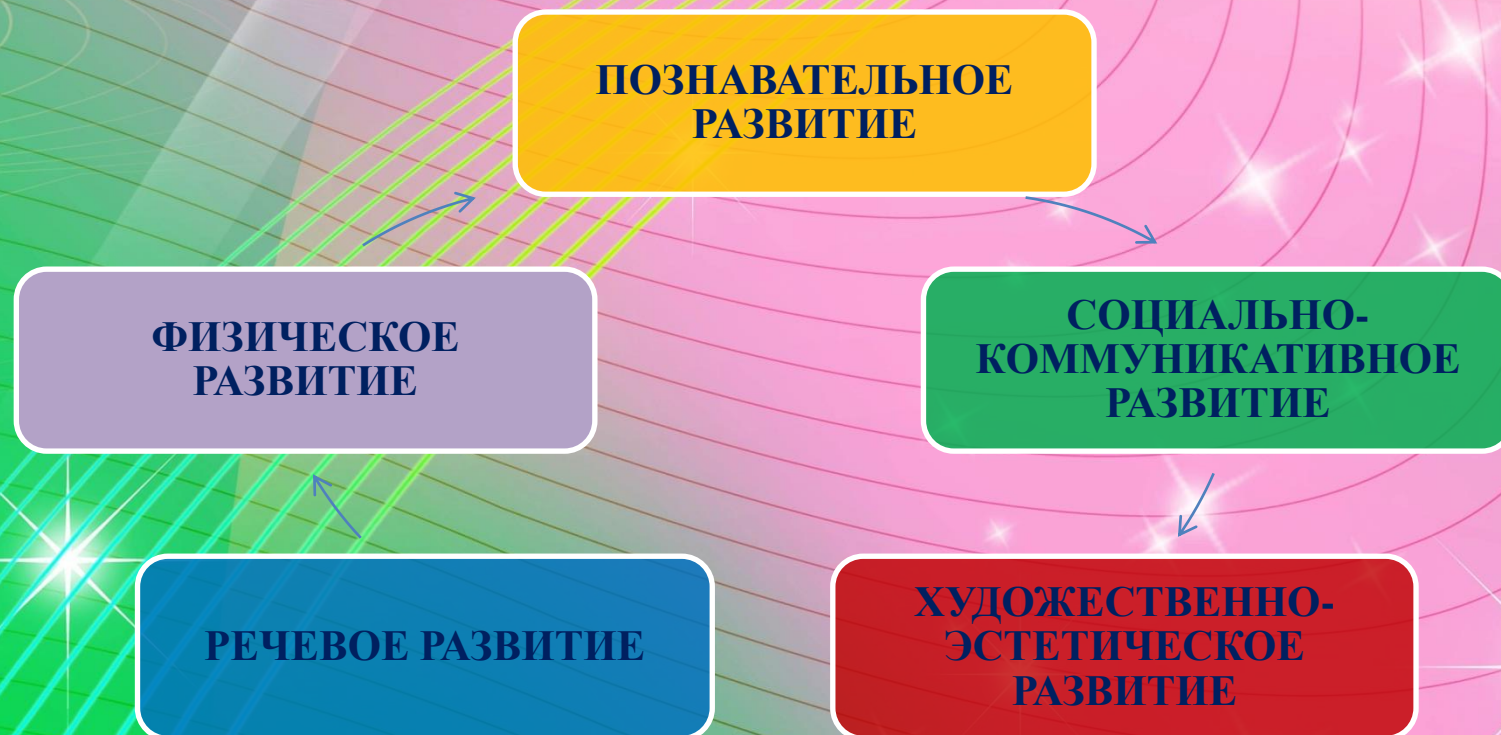 ПОЗНАВАТЕЛЬНОЕ
РАЗВИТИЕ
ФИЗИЧЕСКОЕ
РАЗВИТИЕ
СОЦИАЛЬНО-
КОММУНИКАТИВНОЕ
РАЗВИТИЕ
РЕЧЕВОЕ РАЗВИТИЕ
ХУДОЖЕСТВЕННО-
ЭСТЕТИЧЕСКОЕ
РАЗВИТИЕ